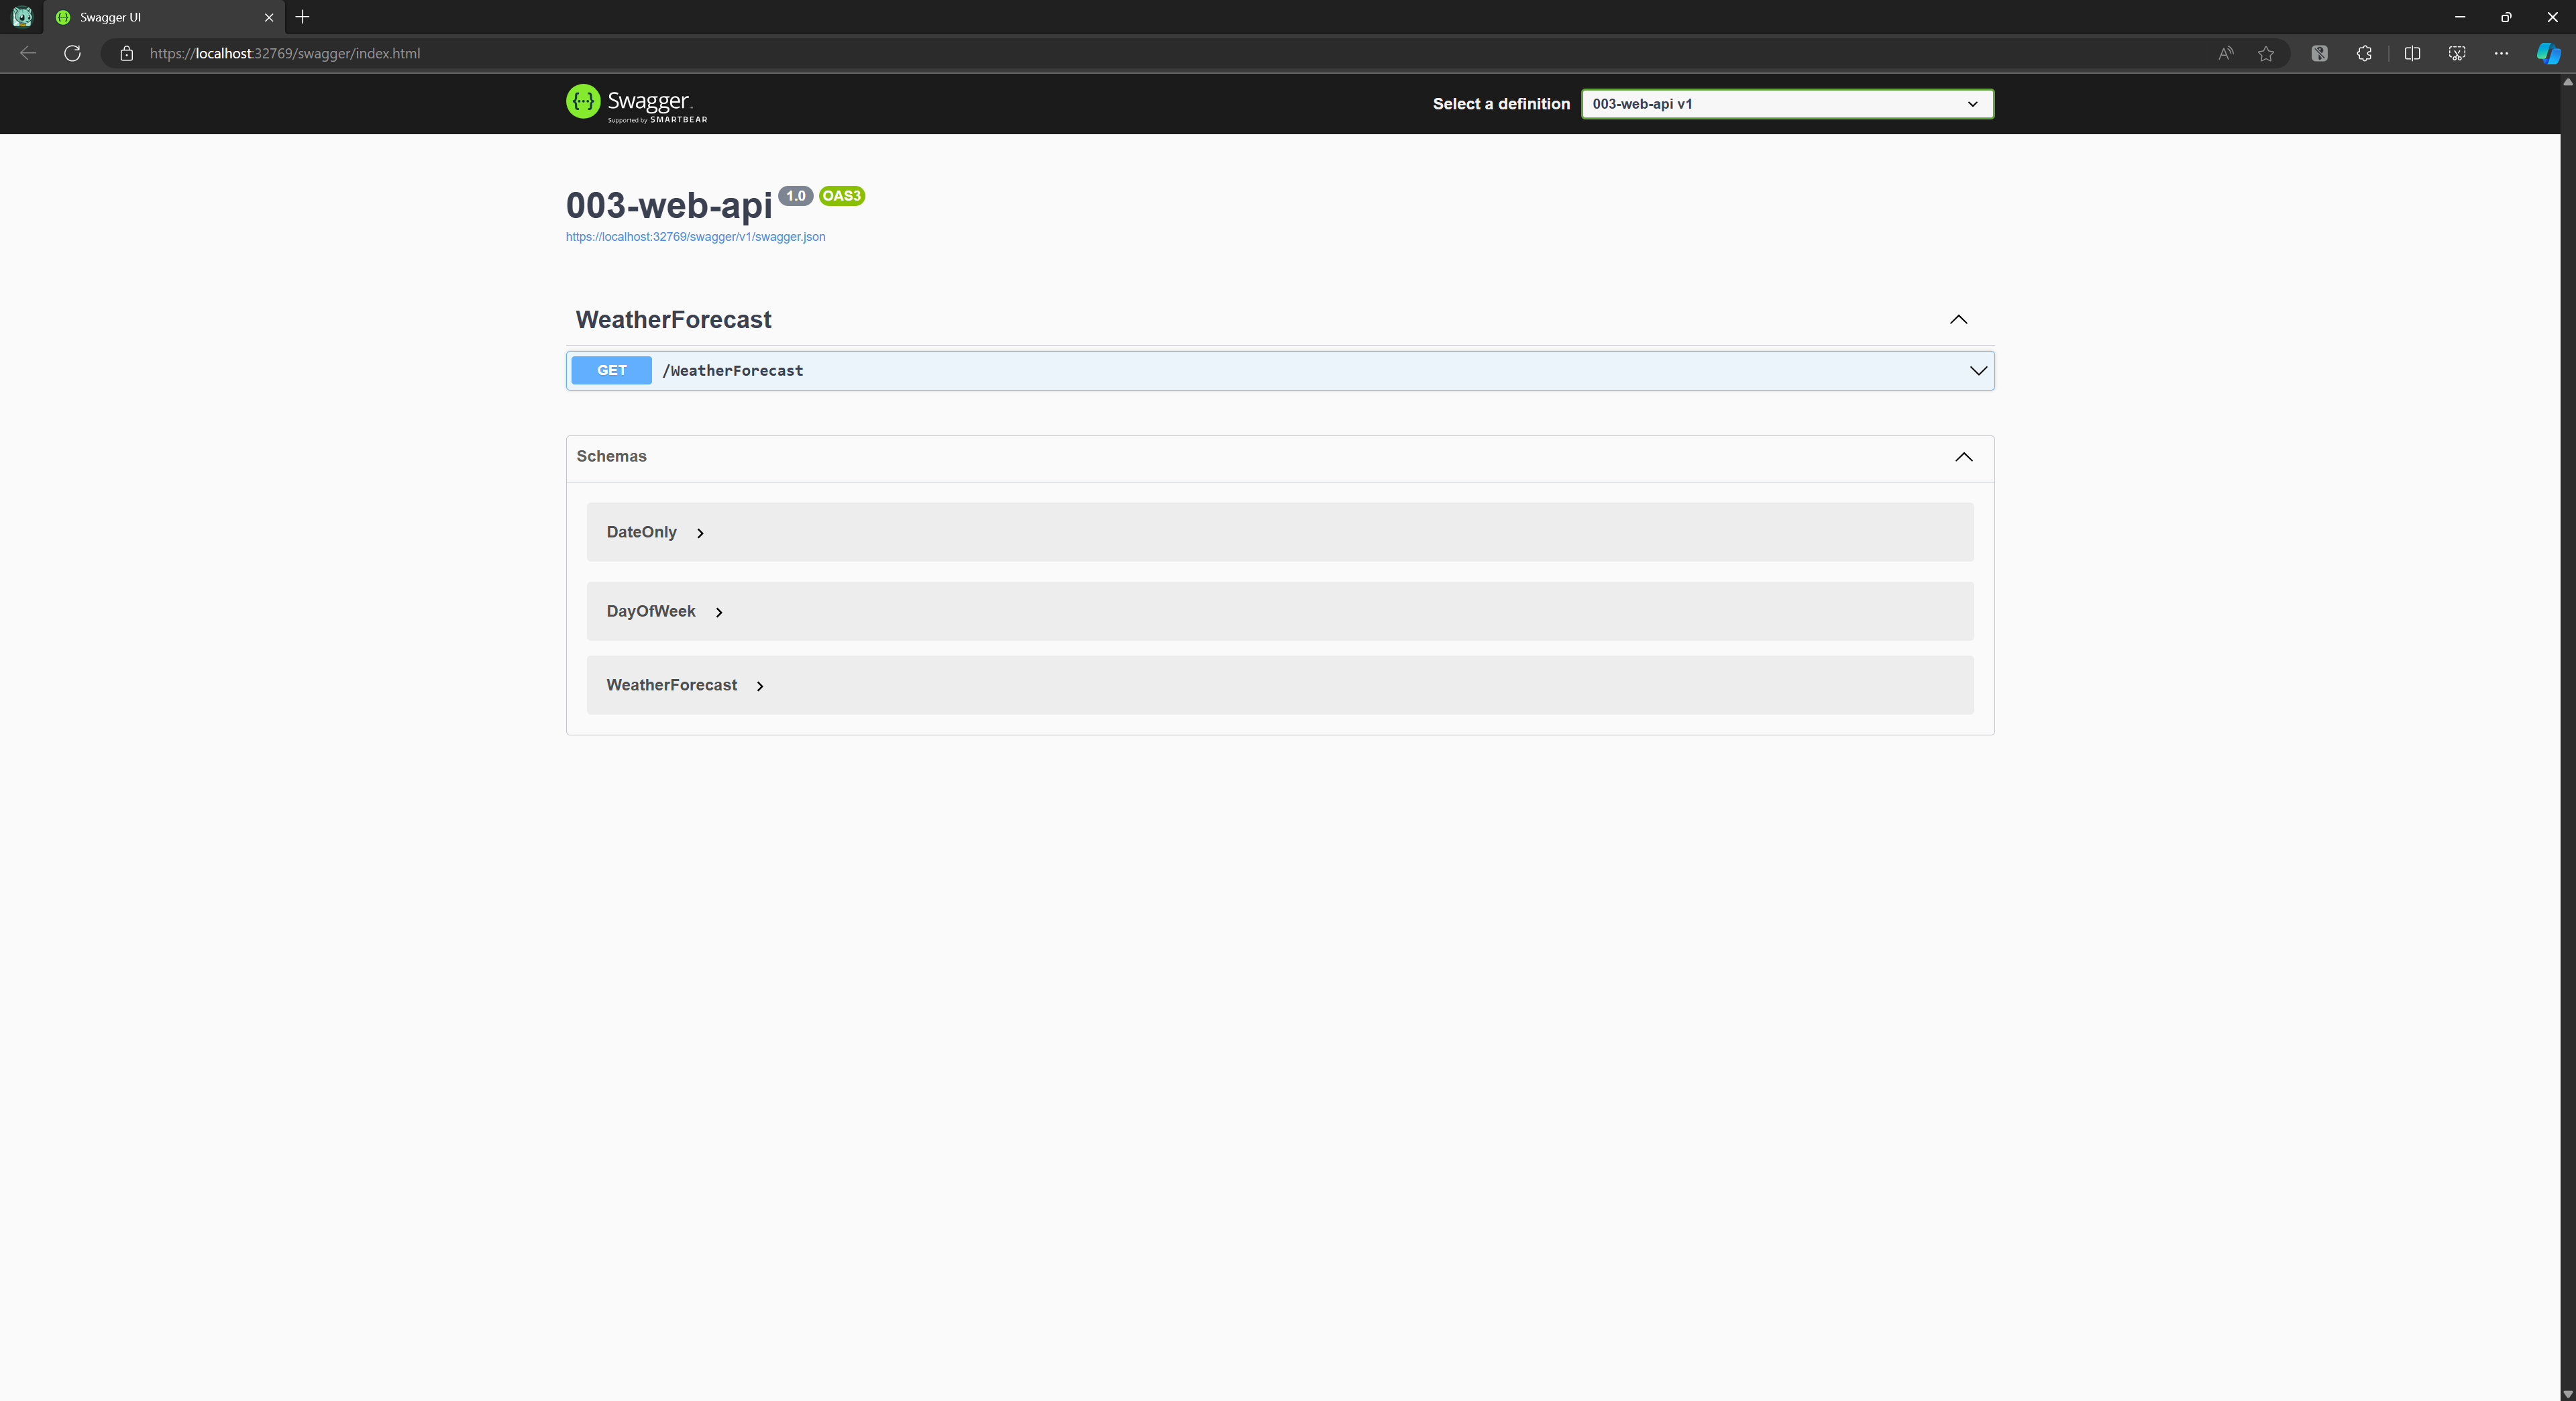 Swagger UI
https://localhost:32769/swagger/index.html
Swagger
Supported by SMARTBEAR
Select a definition
003-web-api v1
003-web-api 1.0 OAS3
https://localhost:32769/swagger/v1/swagger.json
WeatherForecast
GET /WeatherForecast
Schemas
DateOnly
DayOfWeek
WeatherForecast